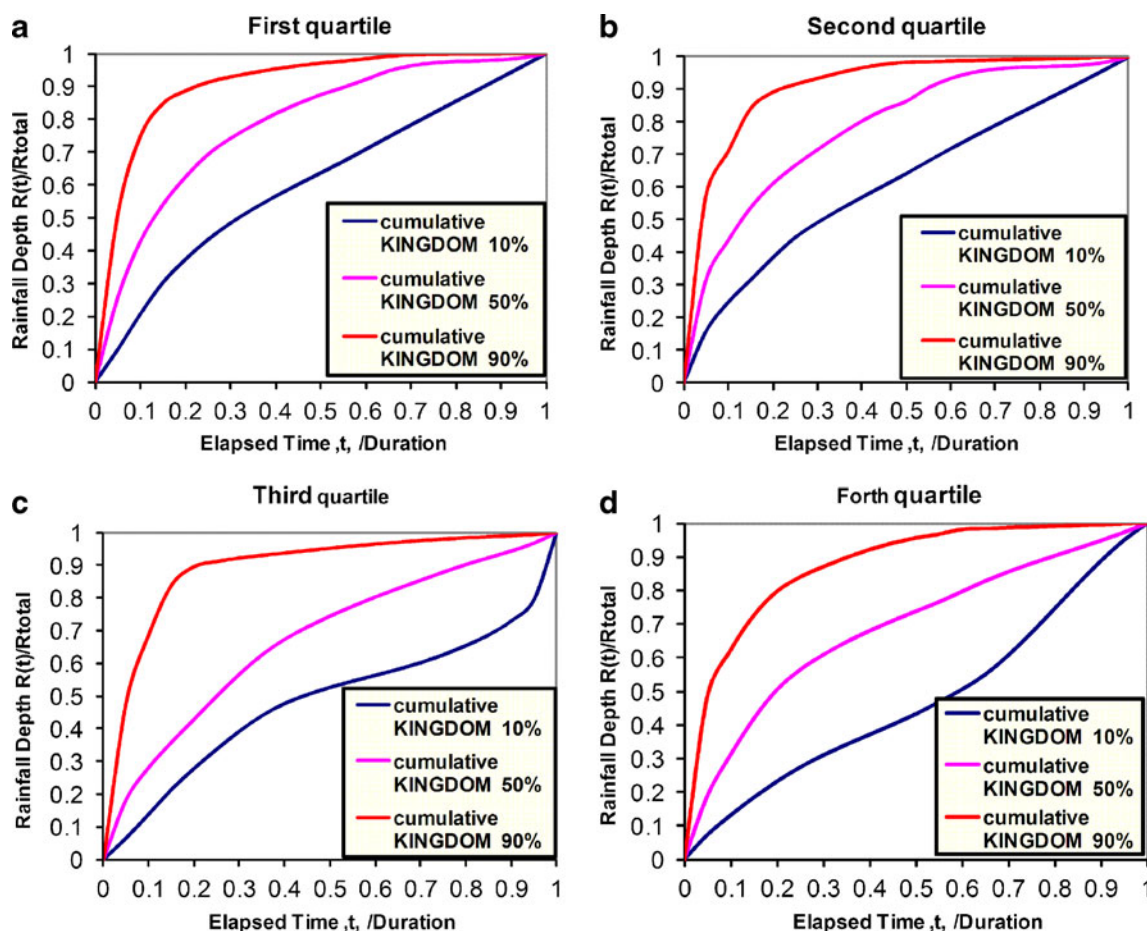 a
First quartile
Rainfall Depth R(t)/Rtotal
1
0.9
0.8
0.7
0.6
0.5
0.4
0.3
0.2
0.1
0
cumulative
KINGDOM 10%
cumulative
KINGDOM 50%
cumulative
KINGDOM 90%
0 0.1 0.2 0.3 0.4 0.5 0.6 0.7 0.8 0.9 1
Elapsed Time ,t, /Duration
b
Second quartile
Rainfall Depth R(t)/Rtotal
1
0.9
0.8
0.7
0.6
0.5
0.4
0.3
0.2
0.1
0
cumulative
KINGDOM 10%
cumulative
KINGDOM 50%
cumulative
KINGDOM 90%
0 0.1 0.2 0.3 0.4 0.5 0.6 0.7 0.8 0.9 1
Elapsed Time ,t, /Duration
c
Third quartile
Rainfall Depth R(t)/Rtotal
1
0.9
0.8
0.7
0.6
0.5
0.4
0.3
0.2
0.1
0
cumulative
KINGDOM 10%
cumulative
KINGDOM 50%
cumulative
KINGDOM 90%
0 0.1 0.2 0.3 0.4 0.5 0.6 0.7 0.8 0.9 1
Elapsed Time ,t, /Duration
d
Forth quartile
Rainfall Depth R(t)/Rtotal
1
0.9
0.8
0.7
0.6
0.5
0.4
0.3
0.2
0.1
0
cumulative
KINGDOM 10%
cumulative
KINGDOM 50%
cumulative
KINGDOM 90%
0 0.1 0.2 0.3 0.4 0.5 0.6 0.7 0.8 0.9 1
Elapsed Time ,t, /Duration